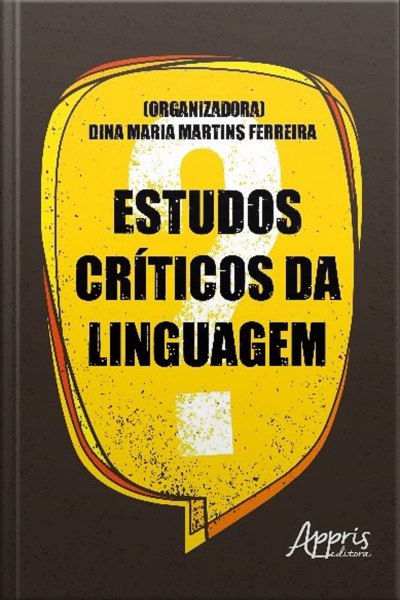 (ORGANIZADORA)
DINA MARIA MARTINS FERREIRA
ESTUDOS
CRÍTICOS DA
LINGUAGEM
?
Appris
editora